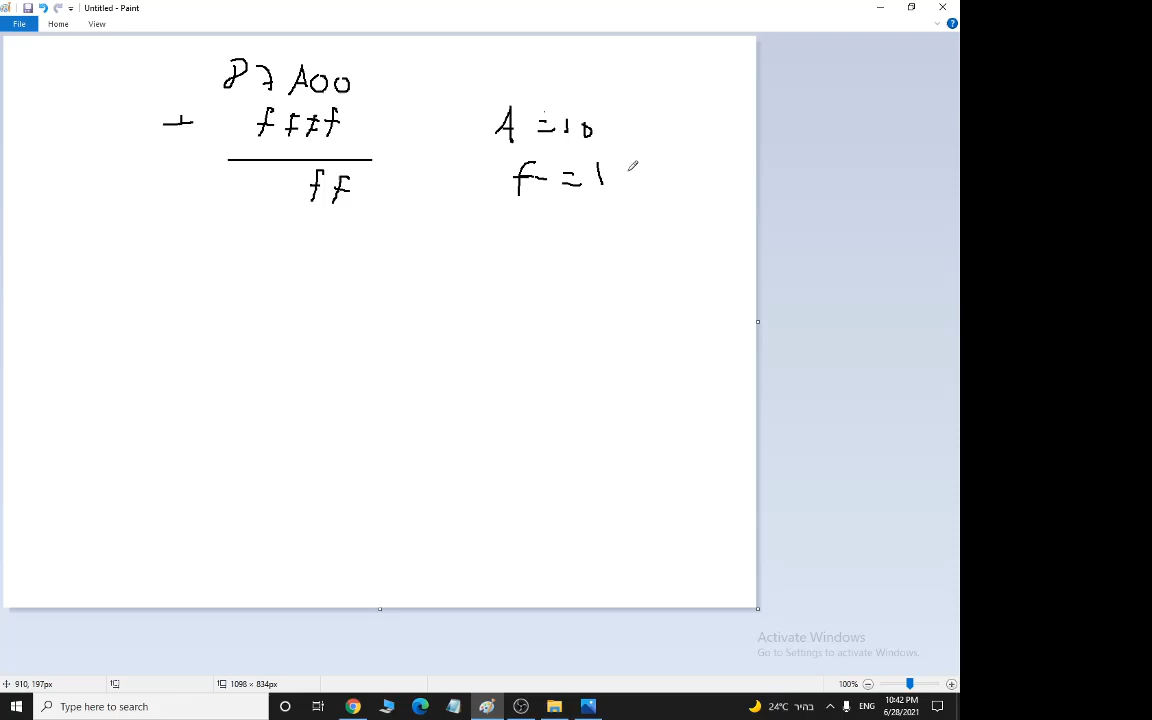 Untitled - Paint
File Home View
87A00
+ ffff
ff
A = 10
F = 1
Activate Windows
Go to Settings to activate Windows.
910, 197px
1098 × 834px
100%
Type here to search
24°C בהיר
ENG
10:42 PM
6/28/2021